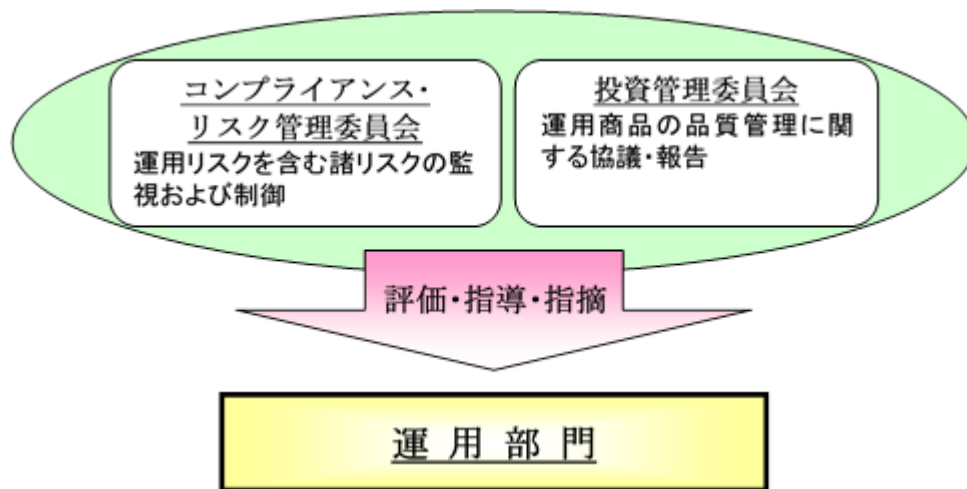 コンプライアンス・
リスク管理委員会
運用リスクを含む諸リスクの監
視および制御
投資管理委員会
運用商品の品質管理に関
する協議・報告
評価・指導・指摘
運用部門